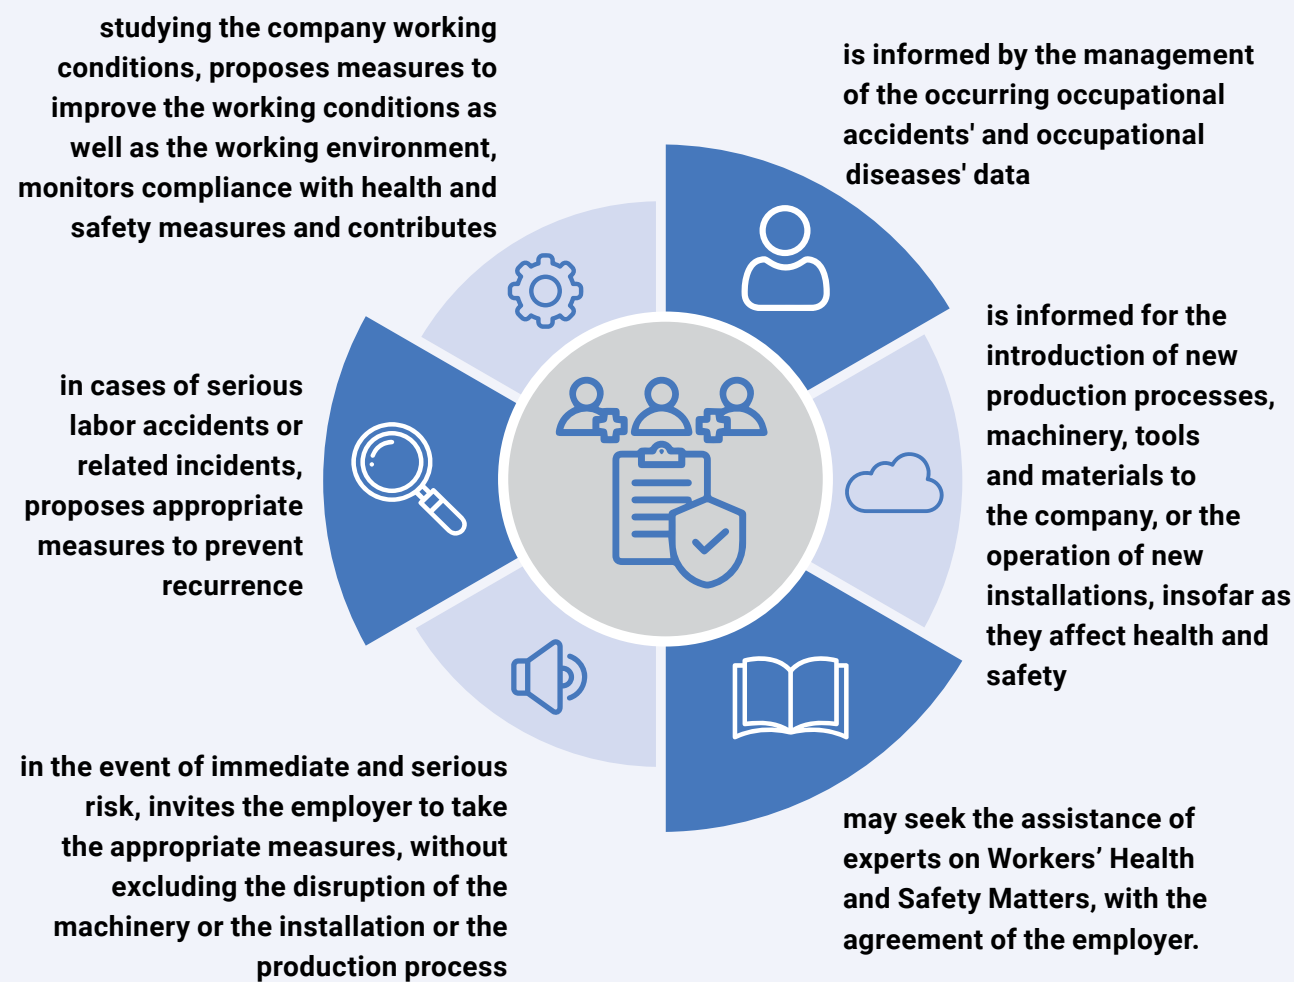 studying the company working
conditions, proposes measures to
improve the working conditions as
well as the working environment,
monitors compliance with health and
safety measures and contributes
is informed by the management
of the occurring occupational
accidents' and occupational
diseases' data
in cases of serious
labor accidents or
related incidents,
proposes appropriate
measures to prevent
recurrence
is informed for the
introduction of new
production processes,
machinery, tools
and materials to
the company, or the
operation of new
installations, insofar as
they affect health and
safety
in the event of immediate and serious
risk, invites the employer to take
the appropriate measures, without
excluding the disruption of the
machinery or the installation or the
production process
may seek the assistance of
experts on Workers’ Health
and Safety Matters, with the
agreement of the employer.